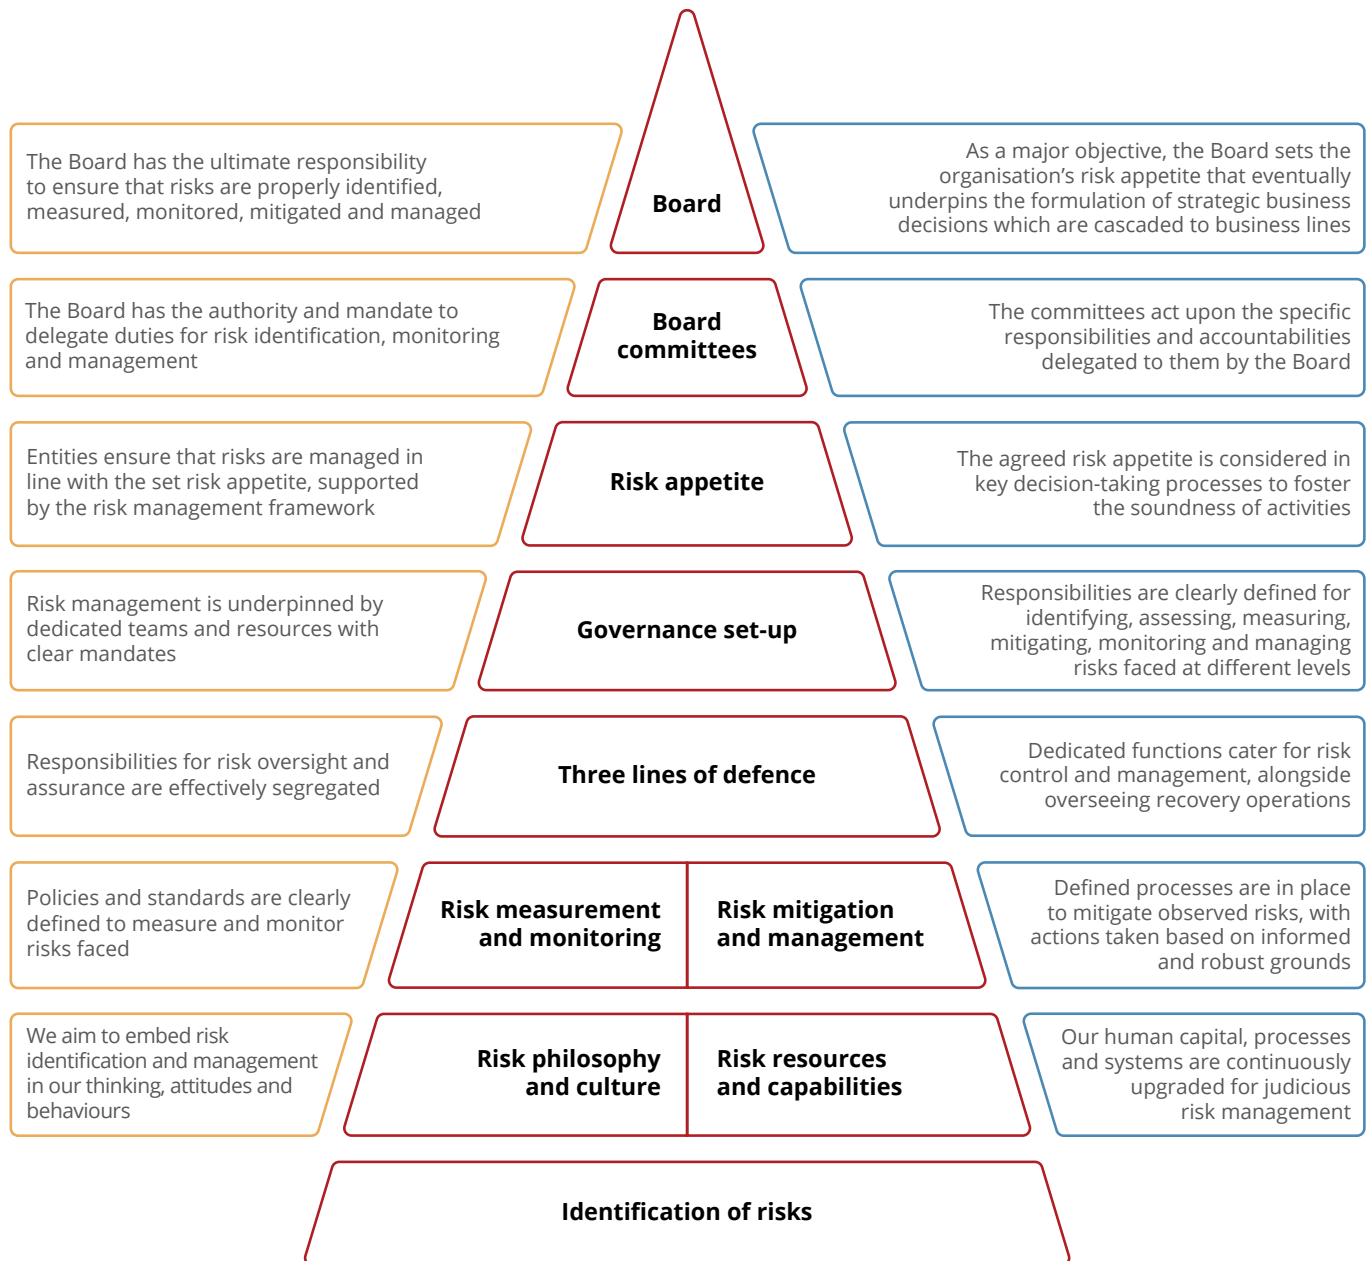 The Board has the ultimate responsibility
to ensure that risks are properly identified,
measured, monitored, mitigated and managed
Board
As a major objective, the Board sets the
organisation’s risk appetite that eventually
underpins the formulation of strategic business
decisions which are cascaded to business lines
The Board has the authority and mandate to
delegate duties for risk identification, monitoring
and management
Board
committees
The committees act upon the specific
responsibilities and accountabilities
delegated to them by the Board
Entities ensure that risks are managed in
line with the set risk appetite, supported
by the risk management framework
Risk appetite
The agreed risk appetite is considered in
key decision-taking processes to foster
the soundness of activities
Risk management is underpinned by
dedicated teams and resources with
clear mandates
Governance set-up
Responsibilities are clearly defined for
identifying, assessing, measuring,
mitigating, monitoring and managing
risks faced at different levels
Responsibilities for risk oversight and
assurance are effectively segregated
Three lines of defence
Dedicated functions cater for risk
control and management, alongside
overseeing recovery operations
Policies and standards are clearly
defined to measure and monitor
risks faced
Risk measurement
and monitoring
Risk mitigation
and management
Defined processes are in place
to mitigate observed risks, with
actions taken based on informed
and robust grounds
We aim to embed risk
identification and management
in our thinking, attitudes and
behaviours
Risk philosophy
and culture
Risk resources
and capabilities
Our human capital, processes
and systems are continuously
upgraded for judicious
risk management
Identification of risks